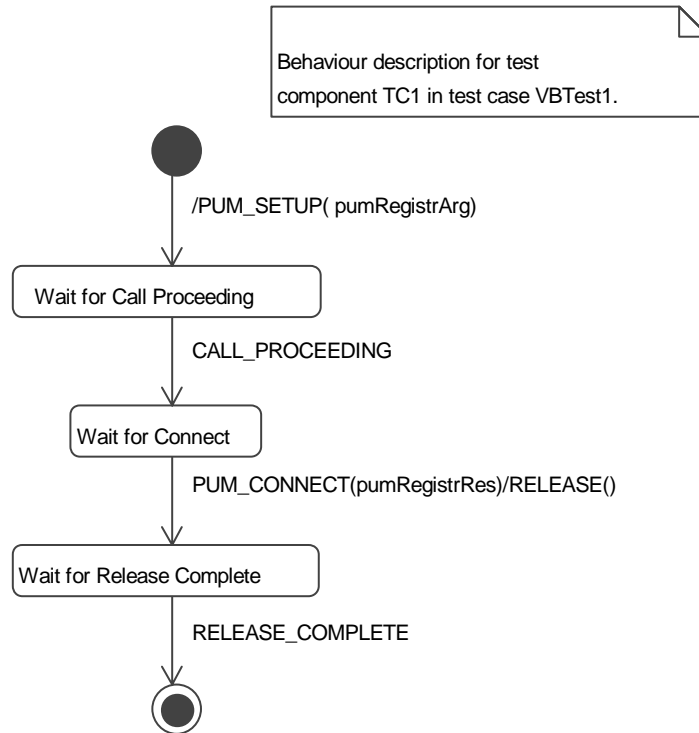 Behaviour description for test
component TC1 in test case VBTest1.
/PUM_SETUP( pumRegistrArg)
Wait for Call Proceeding
CALL_PROCEEDING
Wait for Connect
PUM_CONNECT(pumRegistrRes)/RELEASE()
Wait for Release Complete
RELEASE_COMPLETE